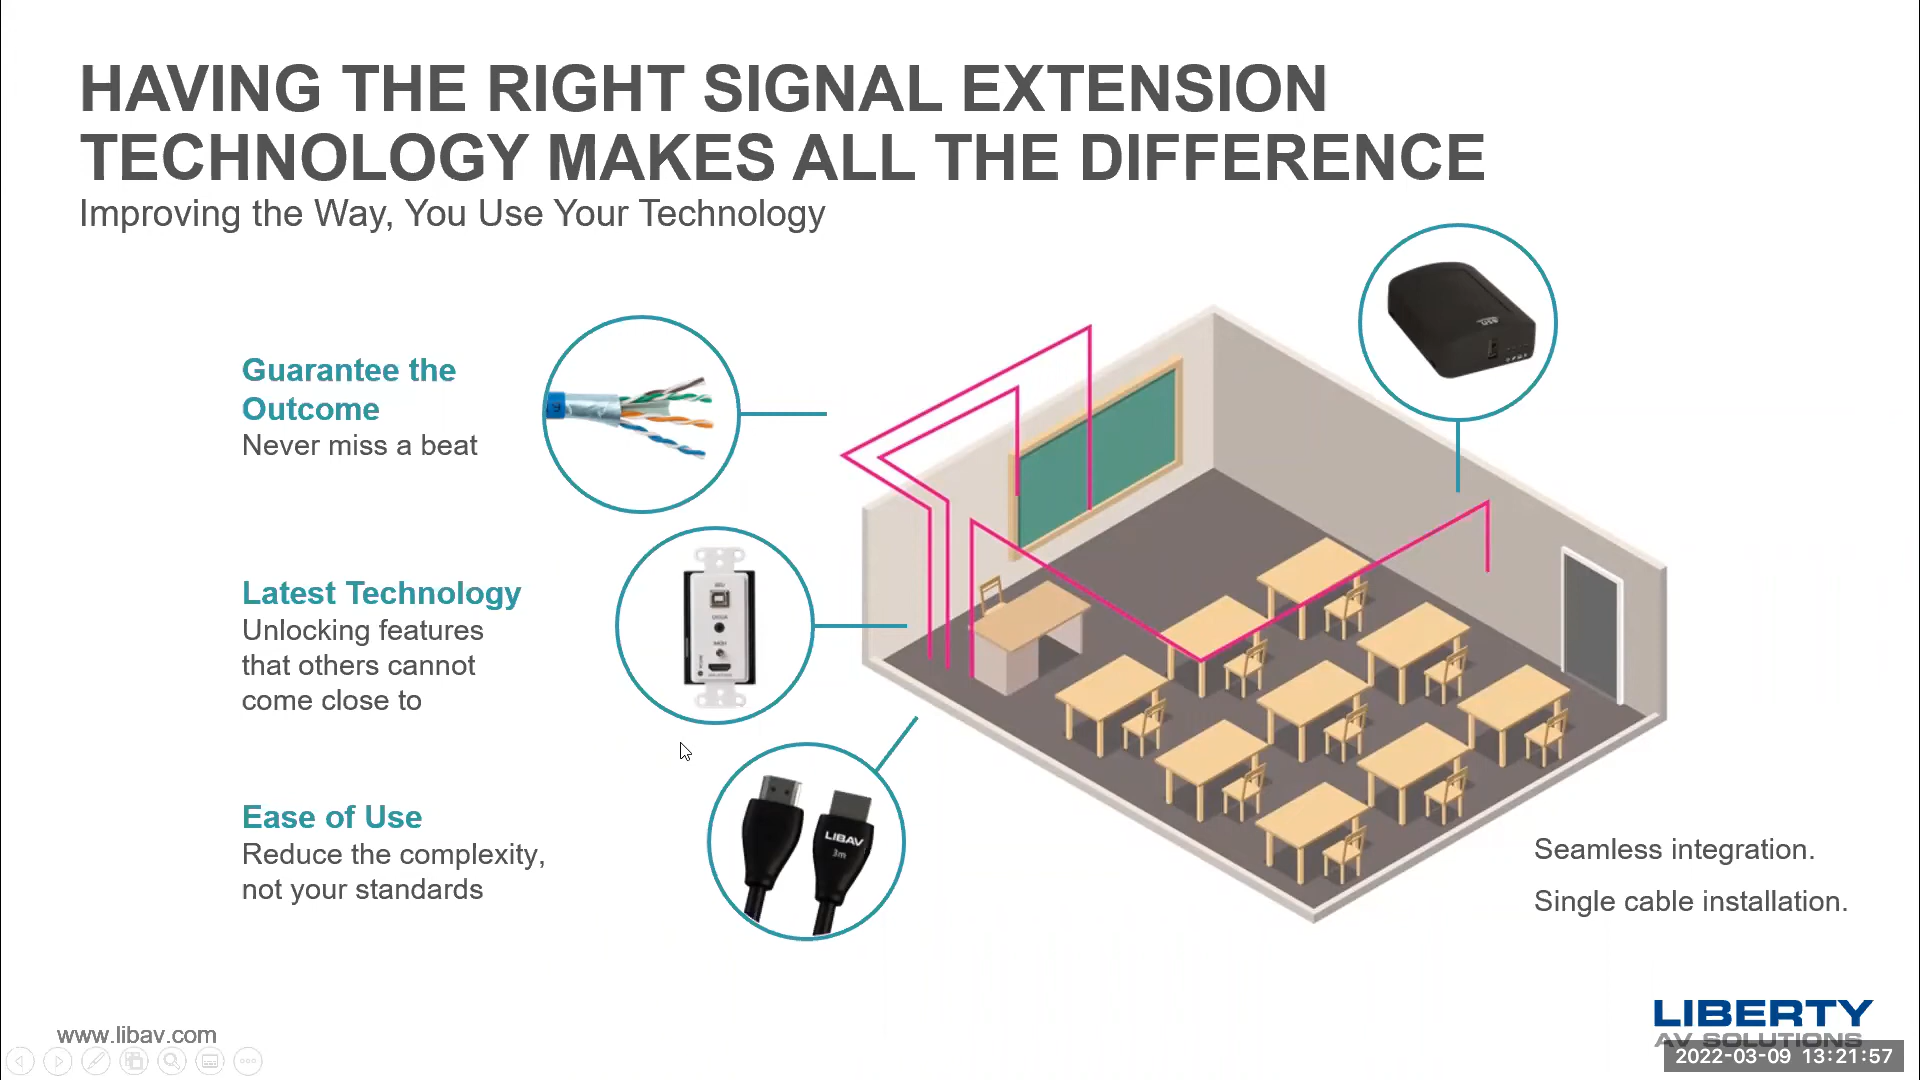 HAVING THE RIGHT SIGNAL EXTENSION
TECHNOLOGY MAKES ALL THE DIFFERENCE
Improving the Way, You Use Your Technology
Guarantee the
Outcome
Never miss a beat
Latest Technology
Unlocking features
that others cannot
come close to
Ease of Use
Reduce the complexity,
not your standards
LIBAV
3m
Seamless integration.
Single cable installation.
www.libav.com
LIBERTY
AV SOLUTIONS
2022-03-09 13:21:57